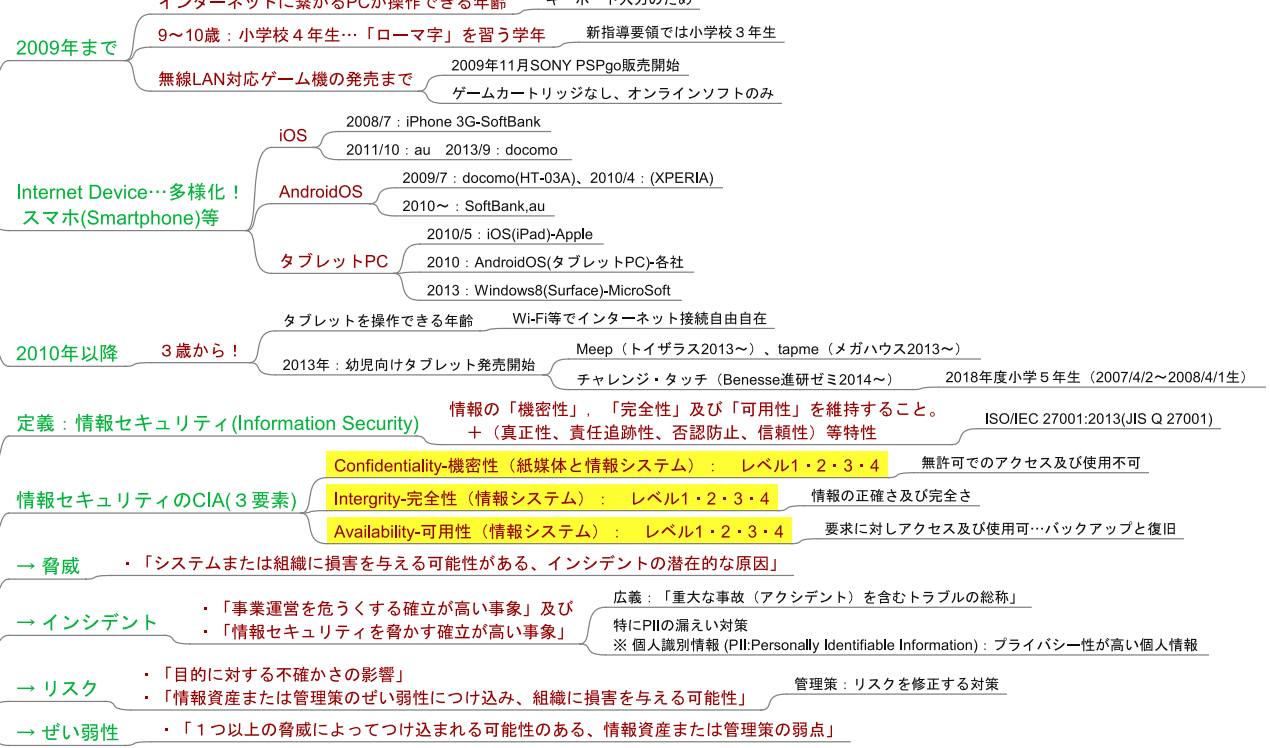 インターネットに繋がるPCが操作できる年齢
キーボード入力のため
2009年まで
9〜10歳：小学校４年生…「ローマ字」を習う学年
新指導要領では小学校３年生
無線LAN対応ゲーム機の発売まで
2009年11月SONY PSPgo販売開始
ゲームカートリッジなし、オンラインソフトのみ
Internet Device…多様化！
スマホ(Smartphone)等
iOS
2008/7：iPhone 3G-SoftBank
2011/10：au　2013/9：docomo
AndroidOS
2009/7：docomo(HT-03A)、2010/4：(XPERIA)
2010〜：SoftBank,au
タブレットPC
2010/5：iOS(iPad)-Apple
2010：AndroidOS(タブレットPC)-各社
2013：Windows8(Surface)-MicroSoft
2010年以降
３歳から！
タブレットを操作できる年齢
Wi-Fi等でインターネット接続自由自在
2013年：幼児向けタブレット発売開始
Meep（トイザラス2013〜）、tapme（メガハウス2013〜）
チャレンジ・タッチ（Benesse進研ゼミ2014〜）
2018年度小学５年生（2007/4/2〜2008/4/1生）
定義：情報セキュリティ(Information Security)
情報の「機密性」，「完全性」及び「可用性」を維持すること。
＋（真正性、責任追跡性、否認防止、信頼性）等特性
ISO/IEC 27001:2013(JIS Q 27001)
情報セキュリティのCIA(３要素)
Confidentiality-機密性（紙媒体と情報システム）：　レベル1・2・3・4
無許可でのアクセス及び使用不可
Intergrity-完全性（情報システム）：　レベル1・2・3・4
情報の正確さ及び完全さ
Availability-可用性（情報システム）：　レベル1・2・3・4
要求に対しアクセス及び使用可…バックアップと復旧
→ 脅威
・「システムまたは組織に損害を与える可能性がある、インシデントの潜在的な原因」
→ インシデント
・「事業運営を危うくする確立が高い事象」及び
・「情報セキュリティを脅かす確立が高い事象」
広義：「重大な事故（アクシデント）を含むトラブルの総称」
特にPIIの漏えい対策
※ 個人識別情報 (PII:Personally Identifiable Information)：プライバシー性が高い個人情報
→ リスク
・「目的に対する不確かさの影響」
・「情報資産または管理策のぜい弱性につけ込み、組織に損害を与える可能性」
管理策：リスクを修正する対策
→ ぜい弱性
・「１つ以上の脅威によってつけ込まれる可能性のある、情報資産または管理策の弱点」